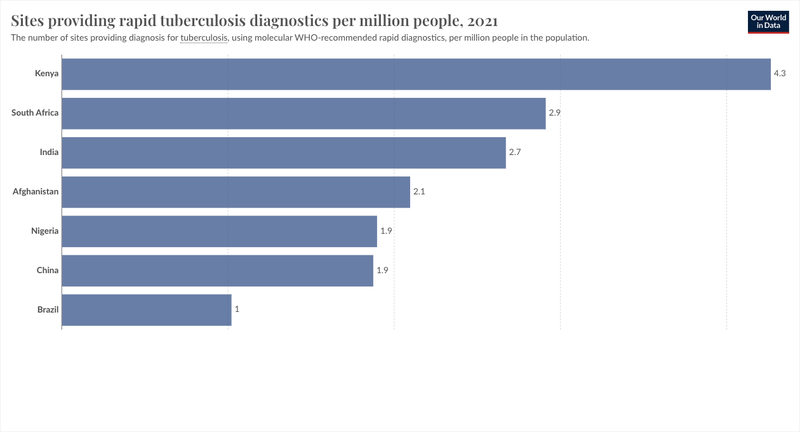 Sites providing rapid tuberculosis diagnostics per million people, 2021
The number of sites providing diagnosis for tuberculosis, using molecular WHO-recommended rapid diagnostics, per million people in the population.
Our World
in Data
Kenya 4.3
South Africa 2.9
India 2.7
Afghanistan 2.1
Nigeria 1.9
China 1.9
Brazil 1